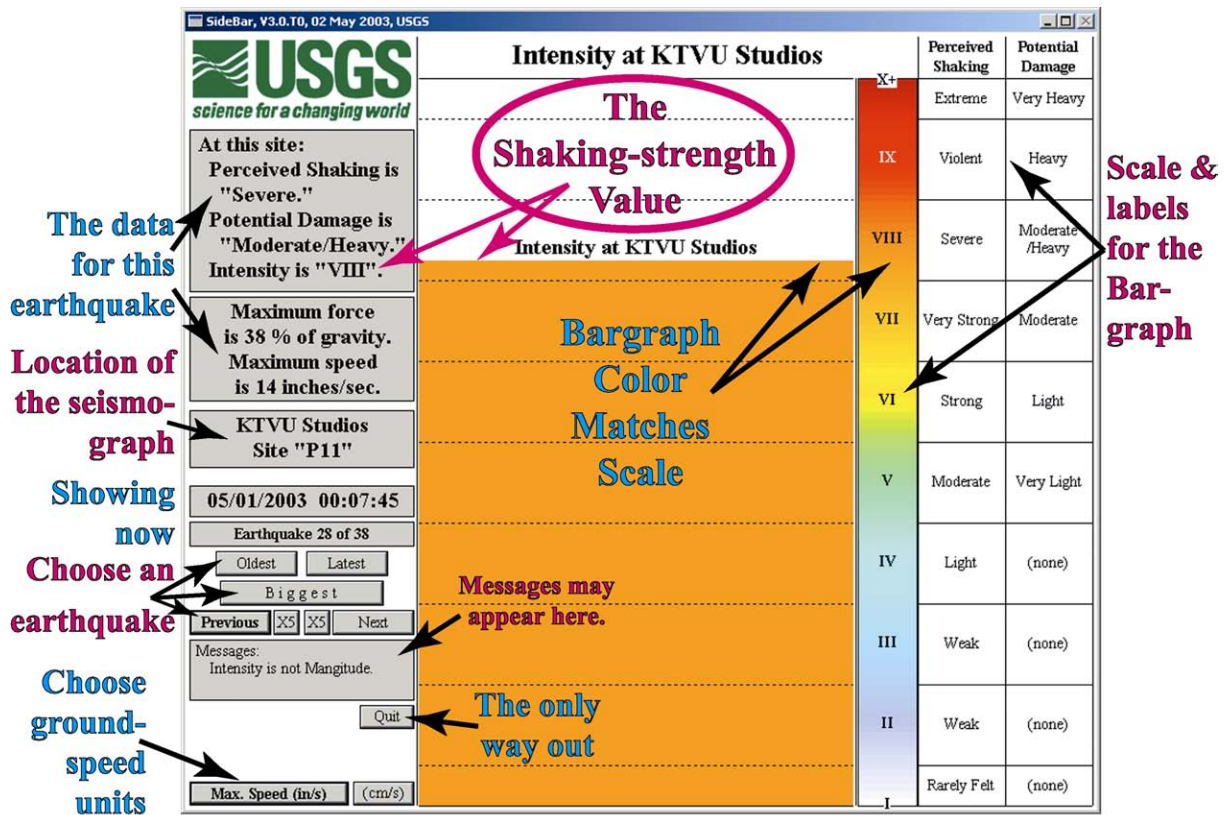 SideBar, V3.0.T0, 02 May 2003, USGS
USGS
science for a changing world
At this site:
Perceived Shaking is
"Severe."
Potential Damage is
"Moderate/Heavy."
Intensity is "VIII".
Maximum force
is 38 % of gravity.
Maximum speed
is 14 inches/sec.
KTVU Studios
Site "P11"
05/01/2003 00:07:45
Earthquake 28 of 38
Oldest Latest
Biggest
Previous X5 X5 Next
Messages:
Intensity is not Mangitude.
Quit
Max. Speed (in/s) (cm/s)
The data
for this
earthquake
Location of
the seismo-
graph
Showing
now
Choose an
earthquake
Choose
ground-
speed
units
Intensity at KTVU Studios
The
Shaking-strength
Value
Intensity at KTVU Studios
Bargraph
Color
Matches
Scale
Messages may
appear here.
The only
way out
Perceived Shaking Potential Damage
X+
Extreme Very Heavy
IX Violent Heavy
VIII Severe Moderate /Heavy
VII Very Strong Moderate
VI Strong Light
V Moderate Very Light
IV Light (none)
III Weak (none)
II Weak (none)
Rarely Felt (none)
I
Scale &
labels
for the
Bar-
graph